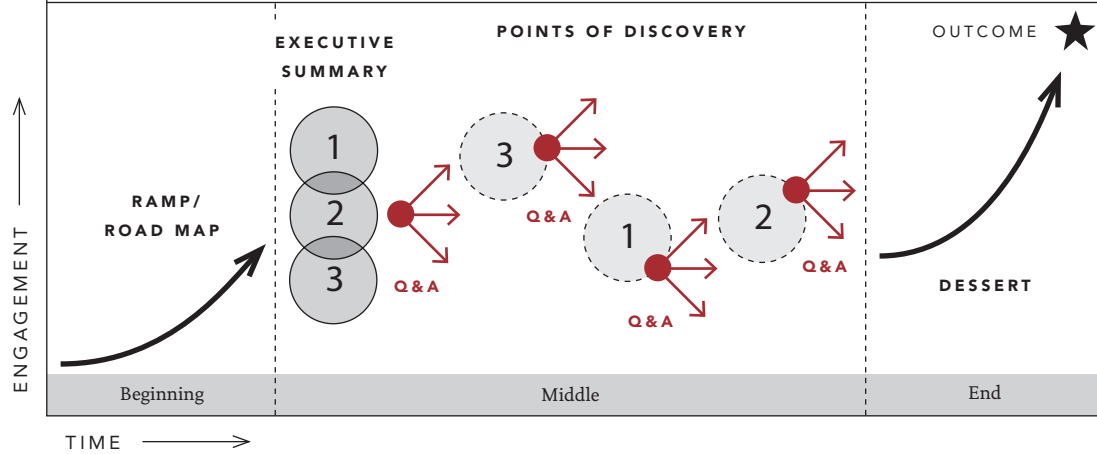 EXECUTIVE
SUMMARY
POINTS OF DISCOVERY
OUTCOME
1
2
3
Q&A
3
Q&A
1
Q&A
2
Q&A
RAMP/
ROAD MAP
DESSERT
ENGAGEMENT
Beginning
Middle
End
TIME